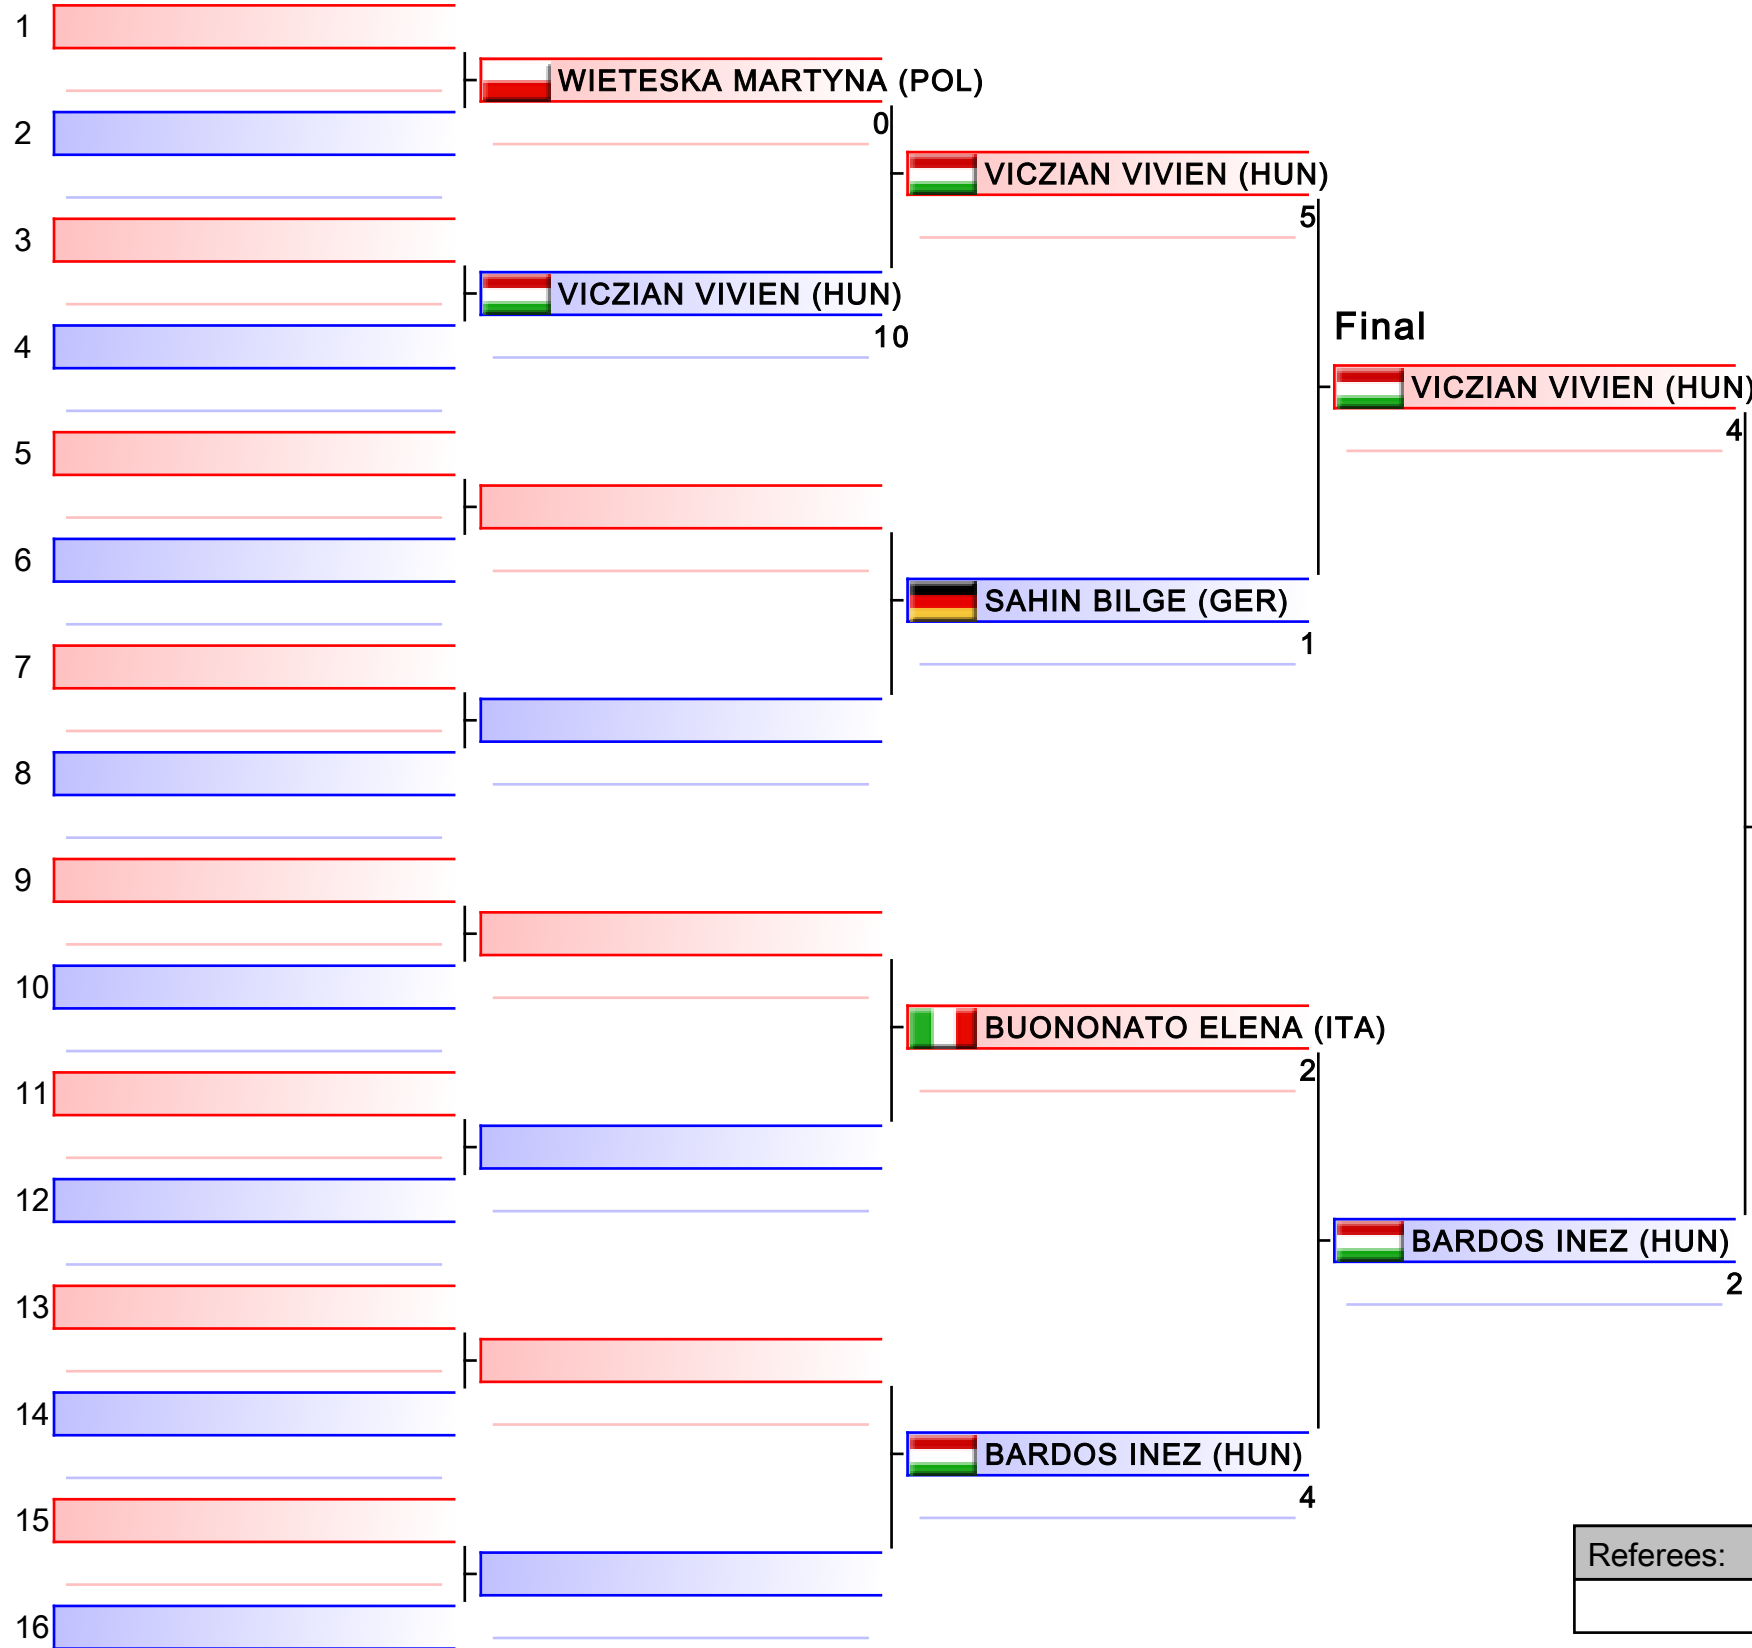 1
WIETESKA MARTYNA (POL)
0
2
VICZIAN VIVIEN (HUN)
5
3
VICZIAN VIVIEN (HUN)
10
4
Final
VICZIAN VIVIEN (HUN)
4
5
6
SAHIN BILGE (GER)
1
7
8
9
10
BUONONATO ELENA (ITA)
2
11
12
BARDOS INEZ (HUN)
2
13
14
BARDOS INEZ (HUN)
4
15
Referees:
16